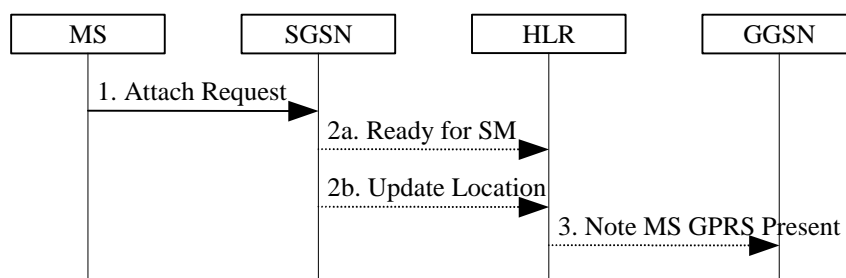 MS
SGSN
HLR
GGSN
1. Attach Request
2a. Ready for SM
2b. Update Location
3. Note MS GPRS Present